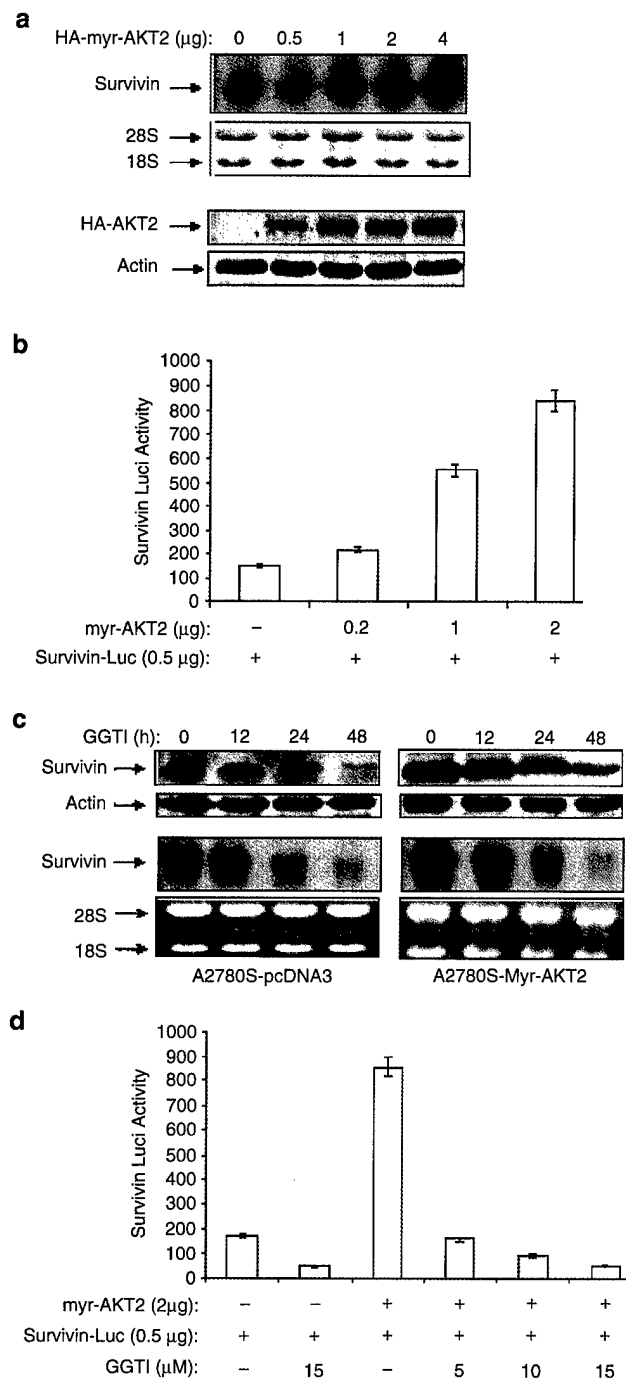 a
HA-myr-AKT2 (μg): 0 0.5 1 2 4
Survivin
28S
18S
HA-AKT2
Actin
b
Survivin Luci Activity
1000
900
800
700
600
500
400
300
200
100
0
myr-AKT2 (μg): – 0.2 1 2
Survivin-Luc (0.5 μg): + + + +
c
GGTI (h): 0 12 24 48 0 12 24 48
Survivin
Actin
Survivin
28S
18S
A2780S-pcDNA3 A2780S-Myr-AKT2
d
Survivin Luci Activity
1000
900
800
700
600
500
400
300
200
100
0
myr-AKT2 (2μg): – – + + + +
Survivin-Luc (0.5 μg): + + + + + +
GGTI (μM): – 15 – 5 10 15